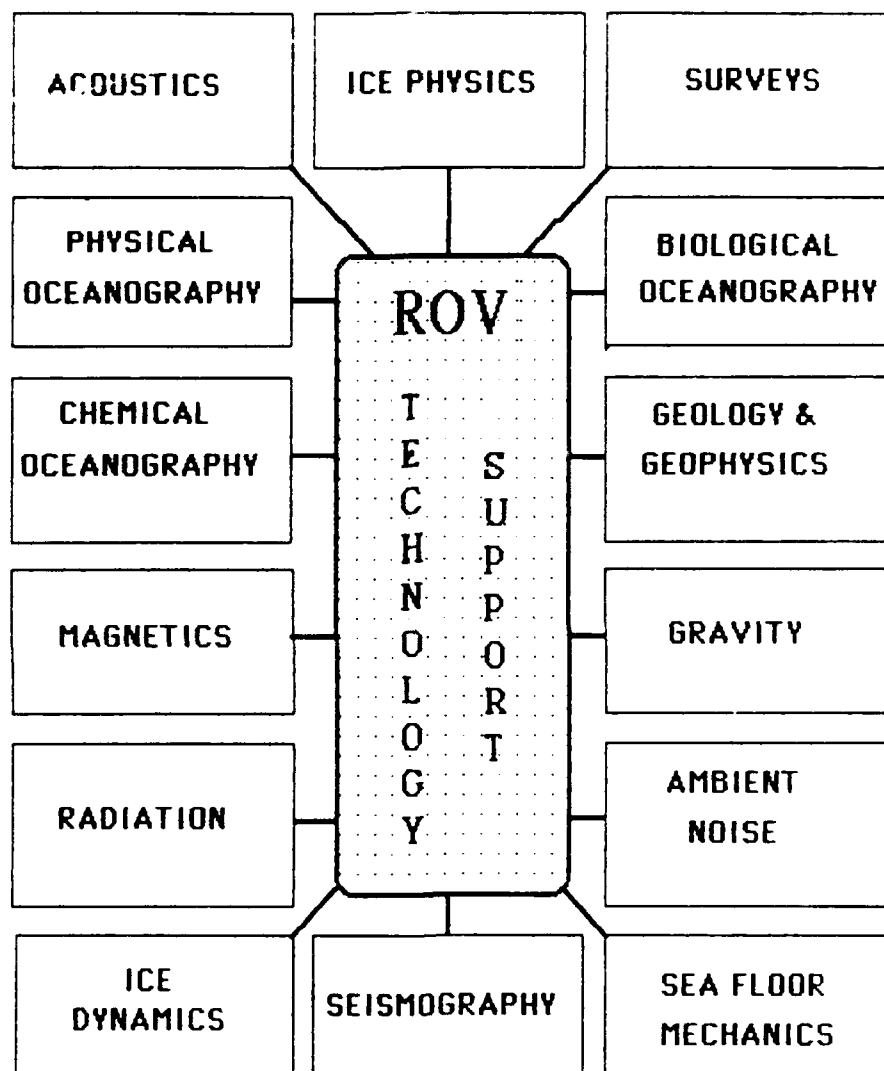 ACOUSTICS
ICE PHYSICS
SURVEYS
PHYSICAL
OCEANOGRAPHY
BIOLOGICAL
OCEANOGRAPHY
CHEMICAL
OCEANOGRAPHY
GEOLOGY &
GEOPHYSICS
MAGNETICS
GRAVITY
RADIATION
AMBIENT
NOISE
ICE
DYNAMICS
SEISMOGRAPHY
SEA FLOOR
MECHANICS
ROV
TECHNOLOGY
SUPPORT